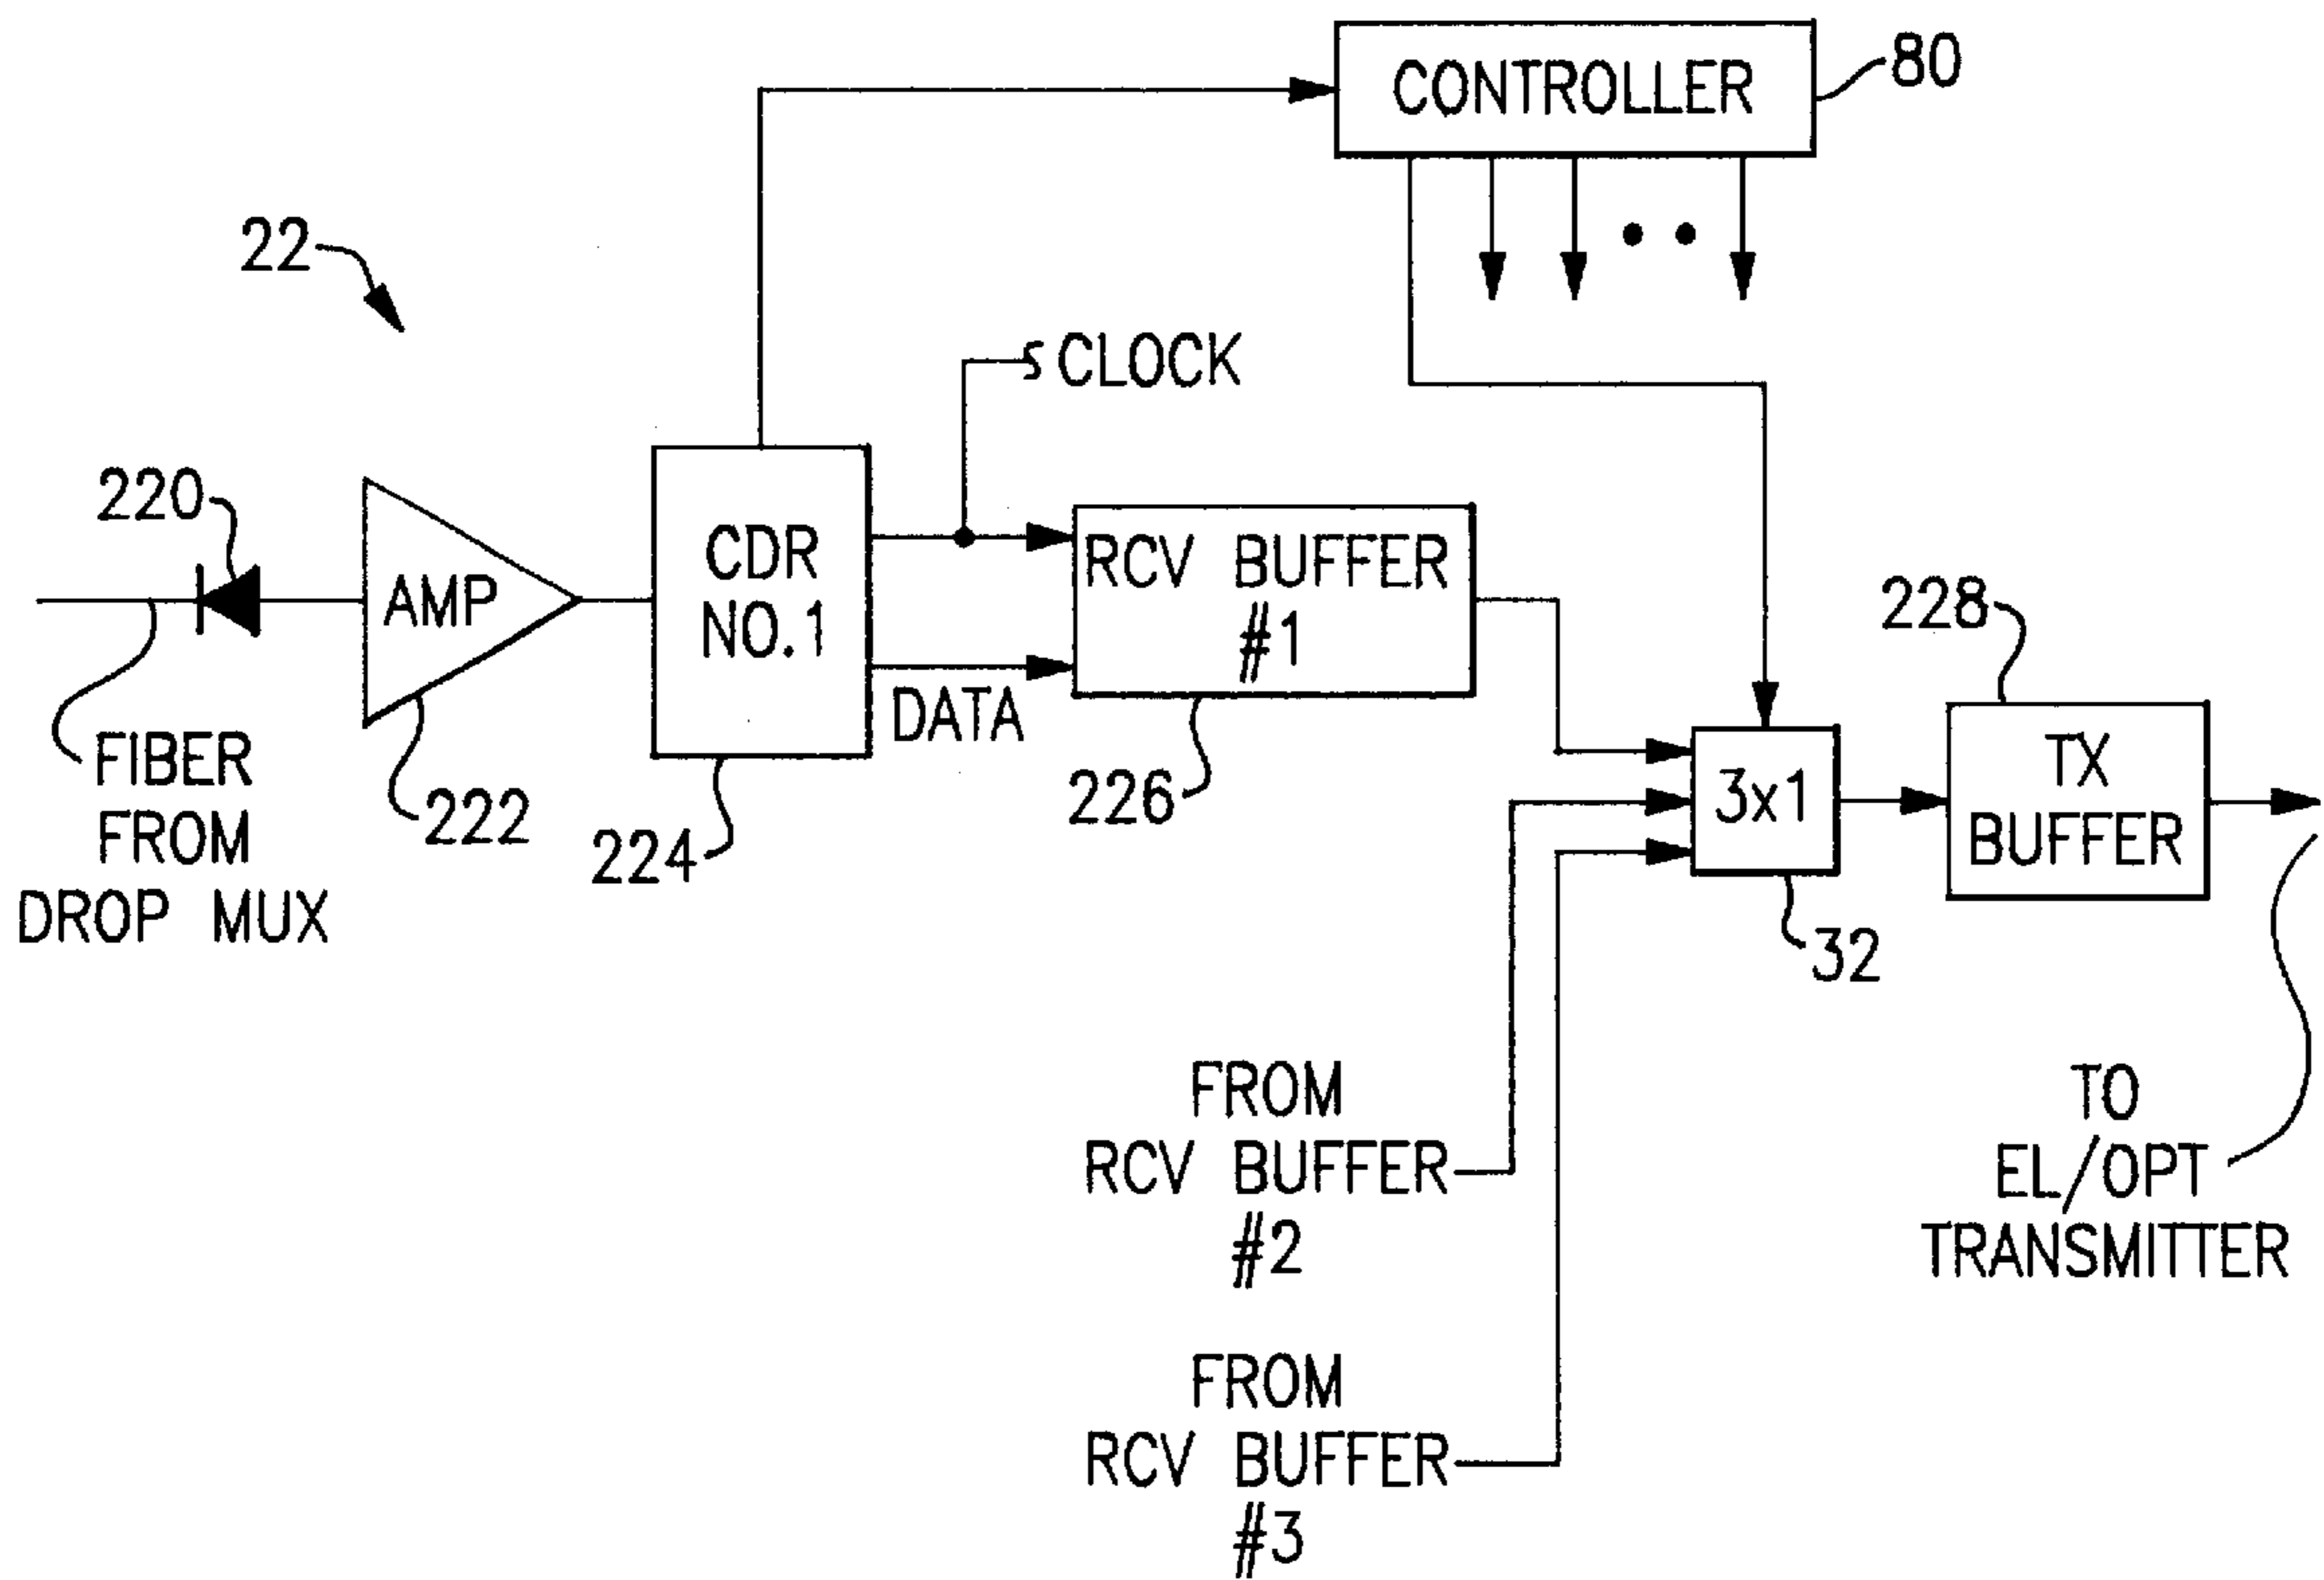 CONTROLLER
80
22
CLOCK
220
AMP
CDR
NO.1
RCV BUFFER
#1
DATA
228
3x1
TX
BUFFER
FIBER
FROM
DROP MUX
222
224
226
32
FROM
RCV BUFFER
#2
TO
EL/OPT
TRANSMITTER
FROM
RCV BUFFER
#3